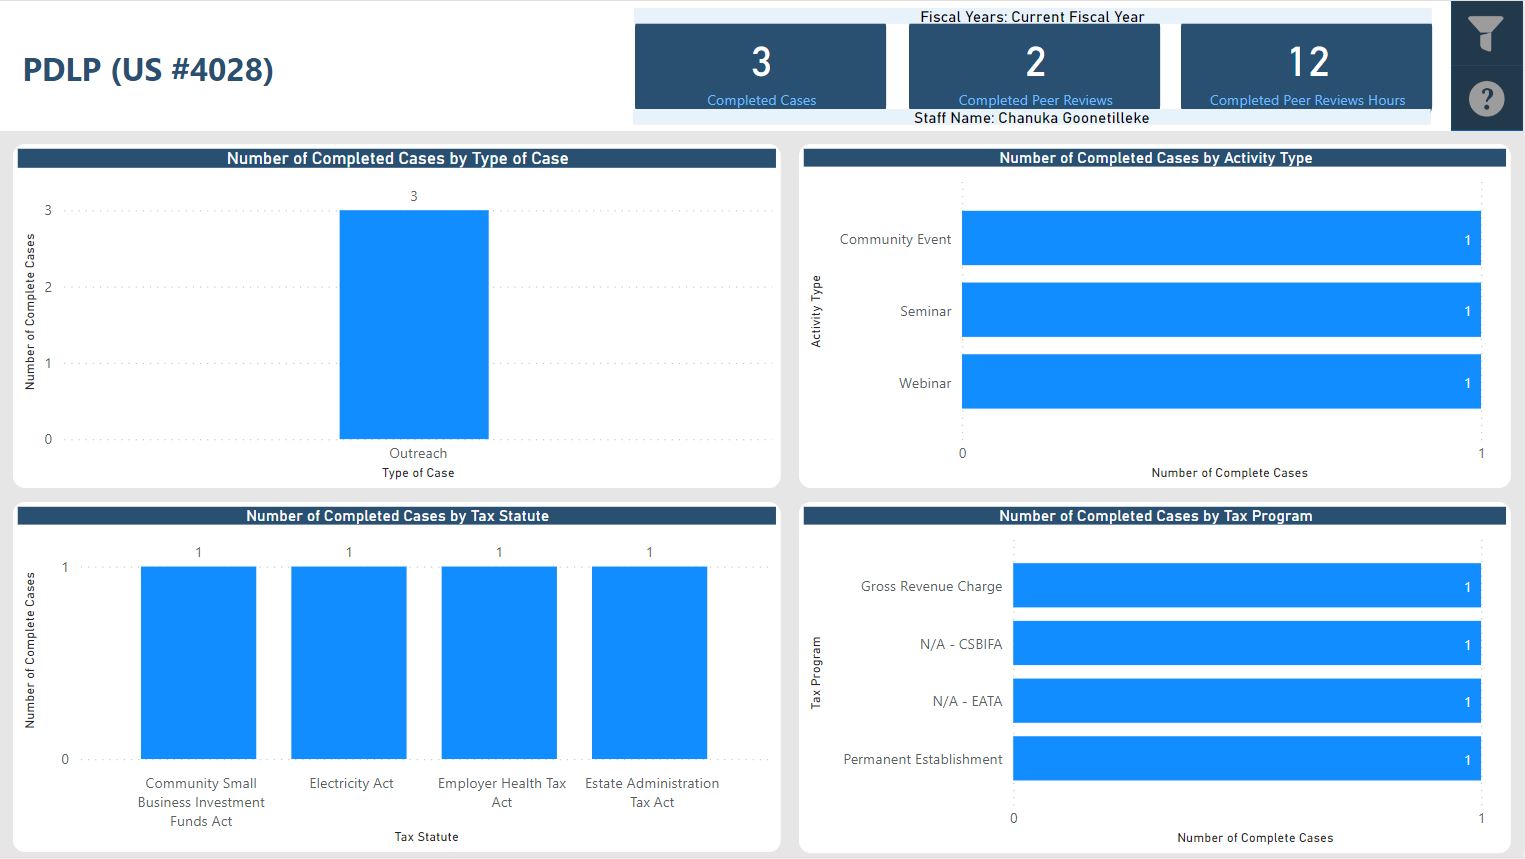 PDLP (US #4028)
Fiscal Years: Current Fiscal Year
3
Completed Cases
2
Completed Peer Reviews
12
Completed Peer Reviews Hours
Staff Name: Chanuka Goonetilleke
?
Number of Completed Cases by Type of Case
Number of Complete Cases
3
2
1
0
3
Outreach
Type of Case
Number of Completed Cases by Activity Type
Activity Type
Community Event
1
Seminar
1
Webinar
1
0
1
Number of Complete Cases
Number of Completed Cases by Tax Statute
Number of Complete Cases
1
0
1
1
1
1
Community Small
Business Investment
Funds Act
Electricity Act
Employer Health Tax
Act
Estate Administration
Tax Act
Tax Statute
Number of Completed Cases by Tax Program
Tax Program
Gross Revenue Charge
1
N/A - CSBIFA
1
N/A - EATA
1
Permanent Establishment
1
0
1
Number of Complete Cases